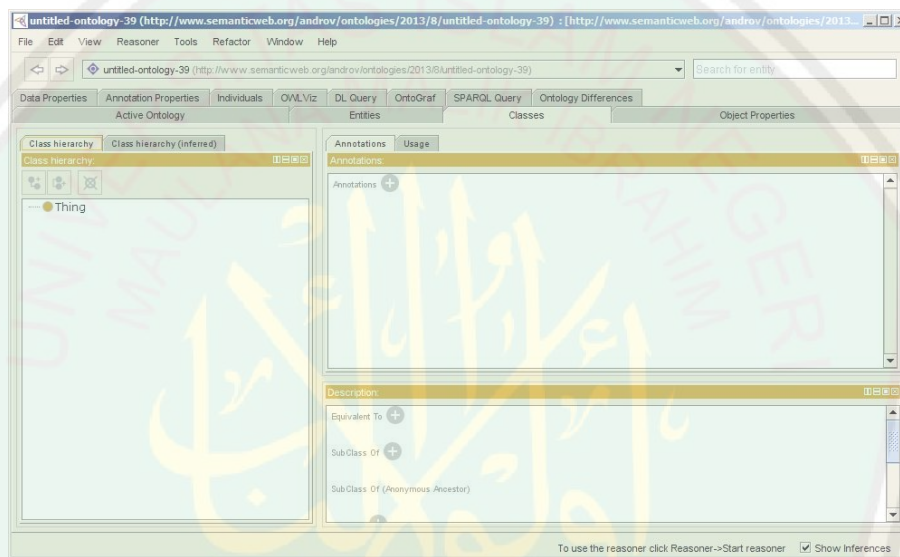 untitled-ontology-39 (http://www.semanticweb.org/androv/ontologies/2013/8/untitled-ontology-39) : [http://www.semanticweb.org/androv/ontologies/2013...
File Edit View Reasoner Tools Refactor Window Help
untitled-ontology-39 (http://www.semanticweb.org/androv/ontologies/2013/8/untitled-ontology-39) Search for entity
Data Properties Annotation Properties Individuals OWLViz DL Query OntoGraf SPARQL Query Ontology Differences
Active Ontology Entities Classes Object Properties
Class hierarchy Class hierarchy (inferred) Annotations Usage
Class hierarchy: Annotations:
Annotations
Thing
Description:
Equivalent To
SubClass Of
SubClass Of (Anonymous Ancestor)
To use the reasoner click Reasoner->Start reasoner Show Inferences